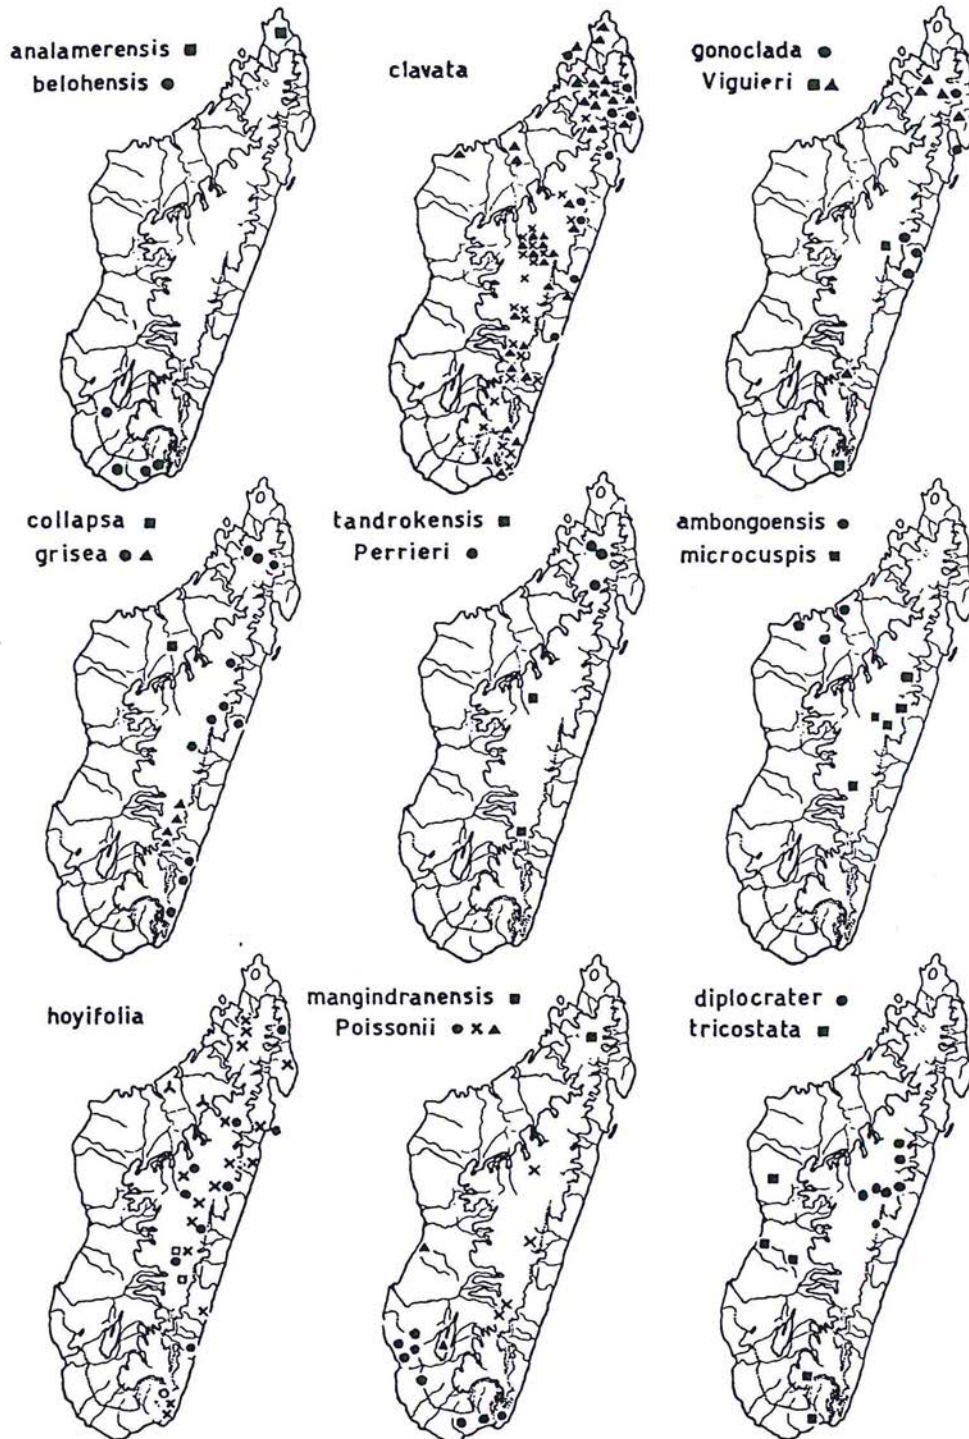 analamerensis ■
belohensis ●
clavata
gonoclada ●
Viguieri ■ ▲
collapsa ■
grisea ● ▲
tandrokensis ■
Perrieri ●
ambongoensis ●
microcuspis ■
hoyifolia
mangindranensis ■
Poissonii ● x ▲
diplocrater ●
tricostata ■